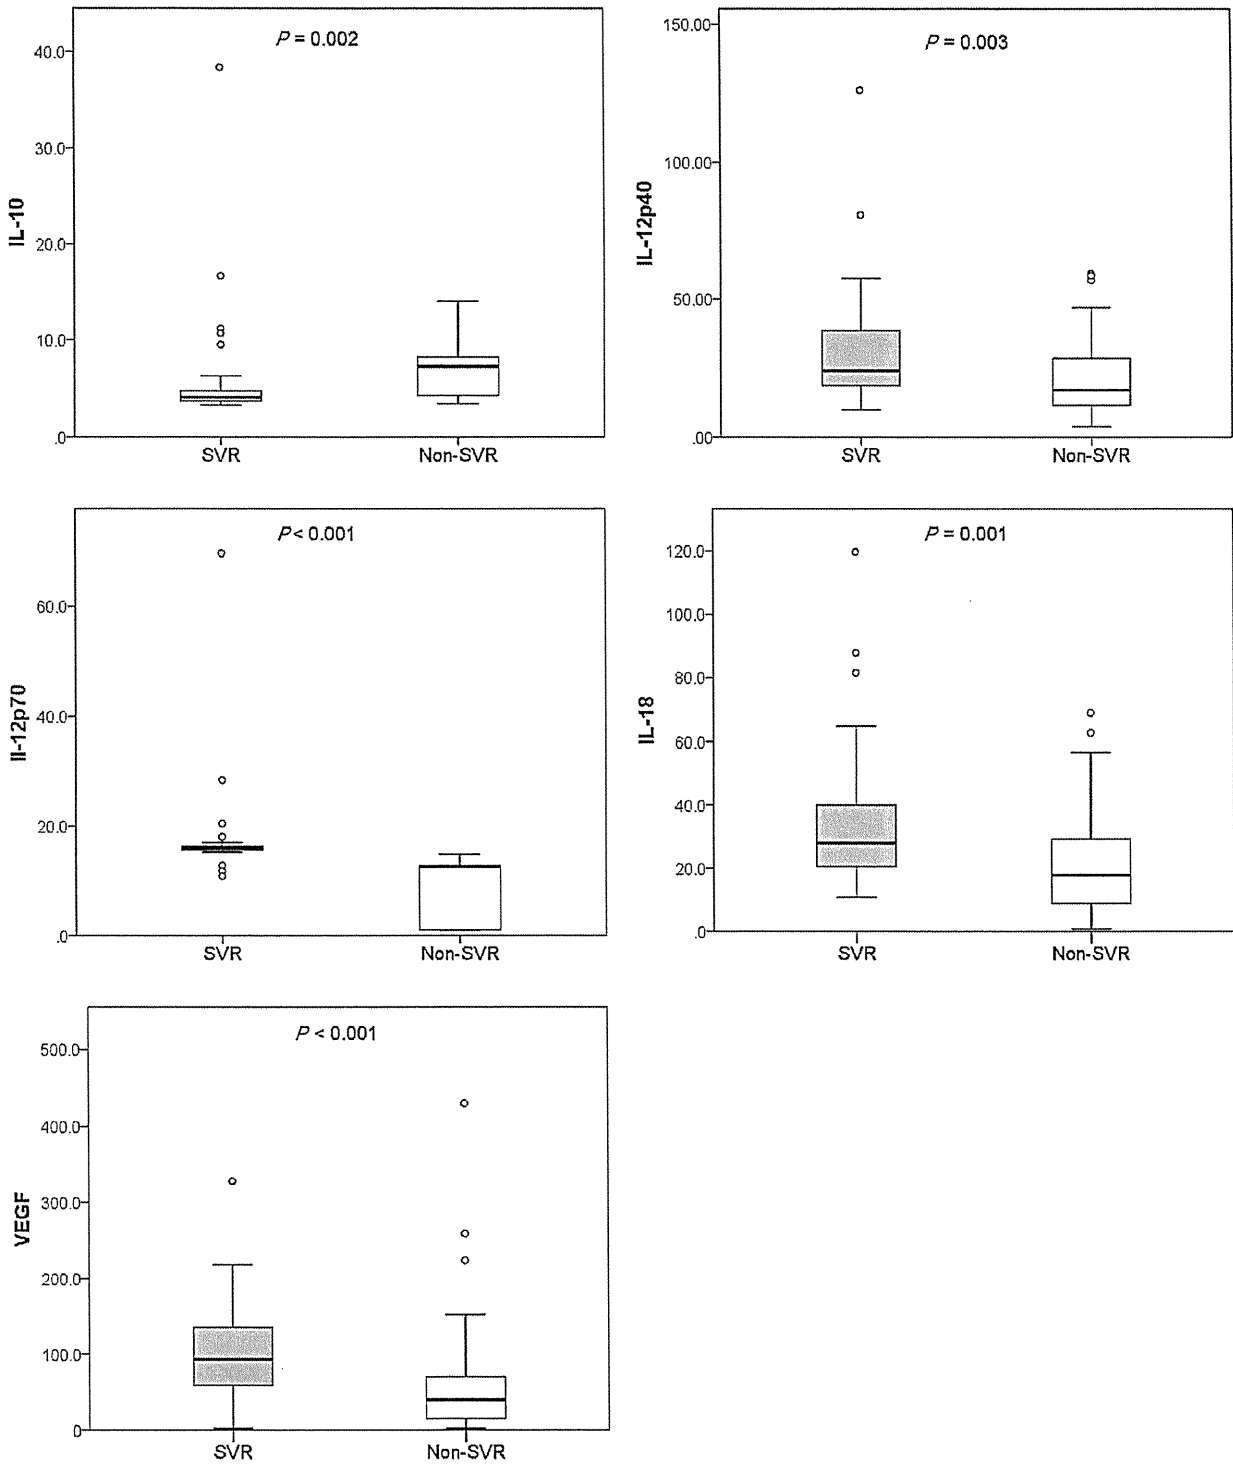 P = 0.002
40.0
30.0
20.0
10.0
.0
IL-10
SVR
Non-SVR
P = 0.003
150.00
100.00
50.00
.00
IL-12p40
SVR
Non-SVR
P < 0.001
60.0
40.0
20.0
.0
Il-12p70
SVR
Non-SVR
P = 0.001
120.0
100.0
80.0
60.0
40.0
20.0
.0
IL-18
SVR
Non-SVR
P < 0.001
500.0
400.0
300.0
200.0
100.0
0
VEGF
SVR
Non-SVR